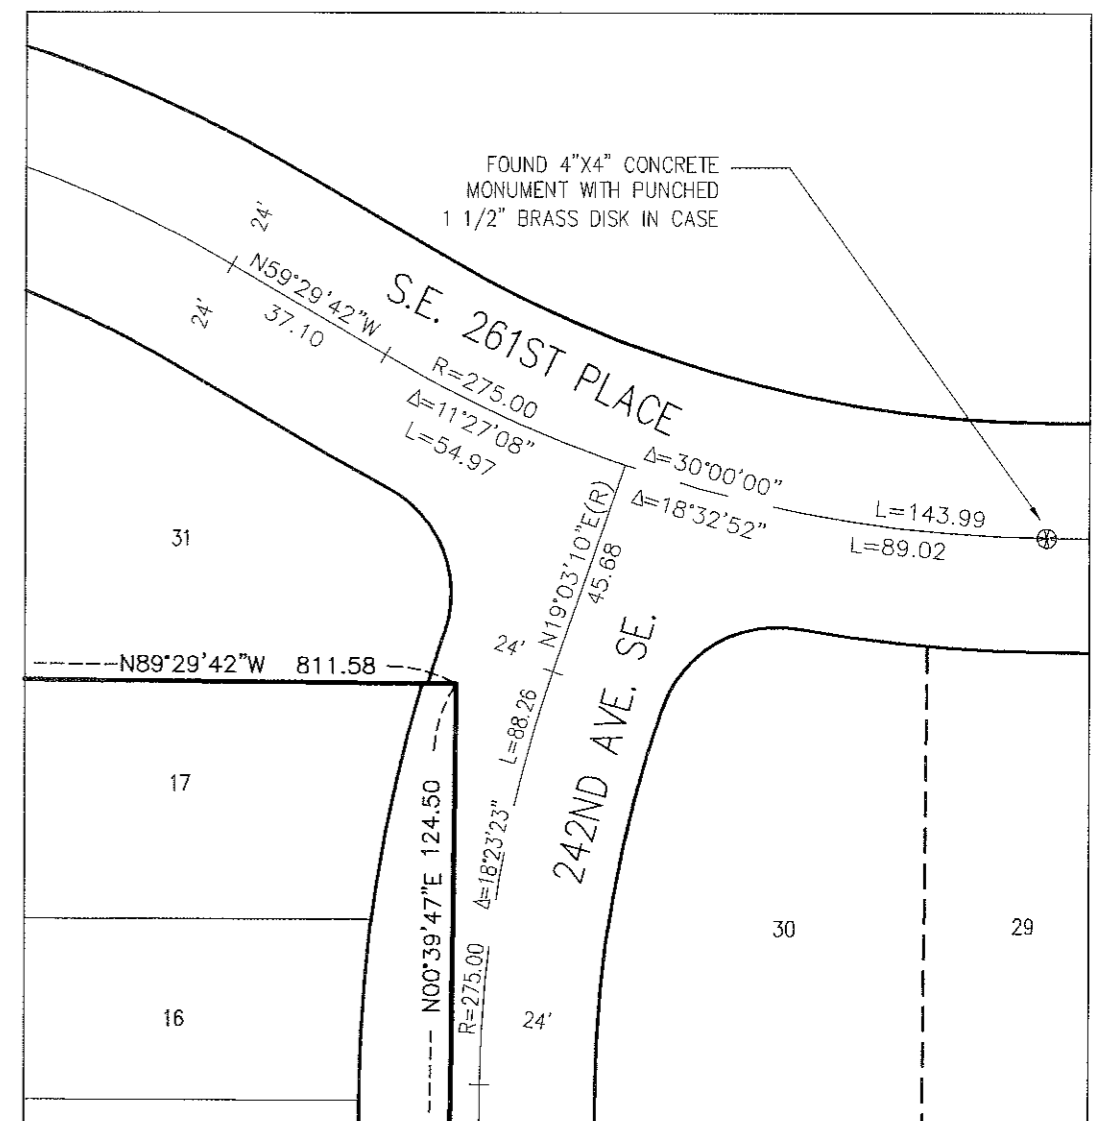 FOUND 4"X4" CONCRETE
MONUMENT WITH PUNCHED
1 1/2" BRASS DISK IN CASE
24'
N59°29'42"W
37.10
24'
S.E. 261ST PLACE
R=275.00
Δ=11°27'08"
L=54.97
Δ=30°00'00"
Δ=18°32'52"
L=143.99
L=89.02
31
N19°03'10"E(R)
45.68
24'
242ND AVE. SE.
N89°29'42"W 811.58
L=88.26
17
Δ=18°23'23"
N00°39'47"E 124.50
R=275.00
24'
16
30
29